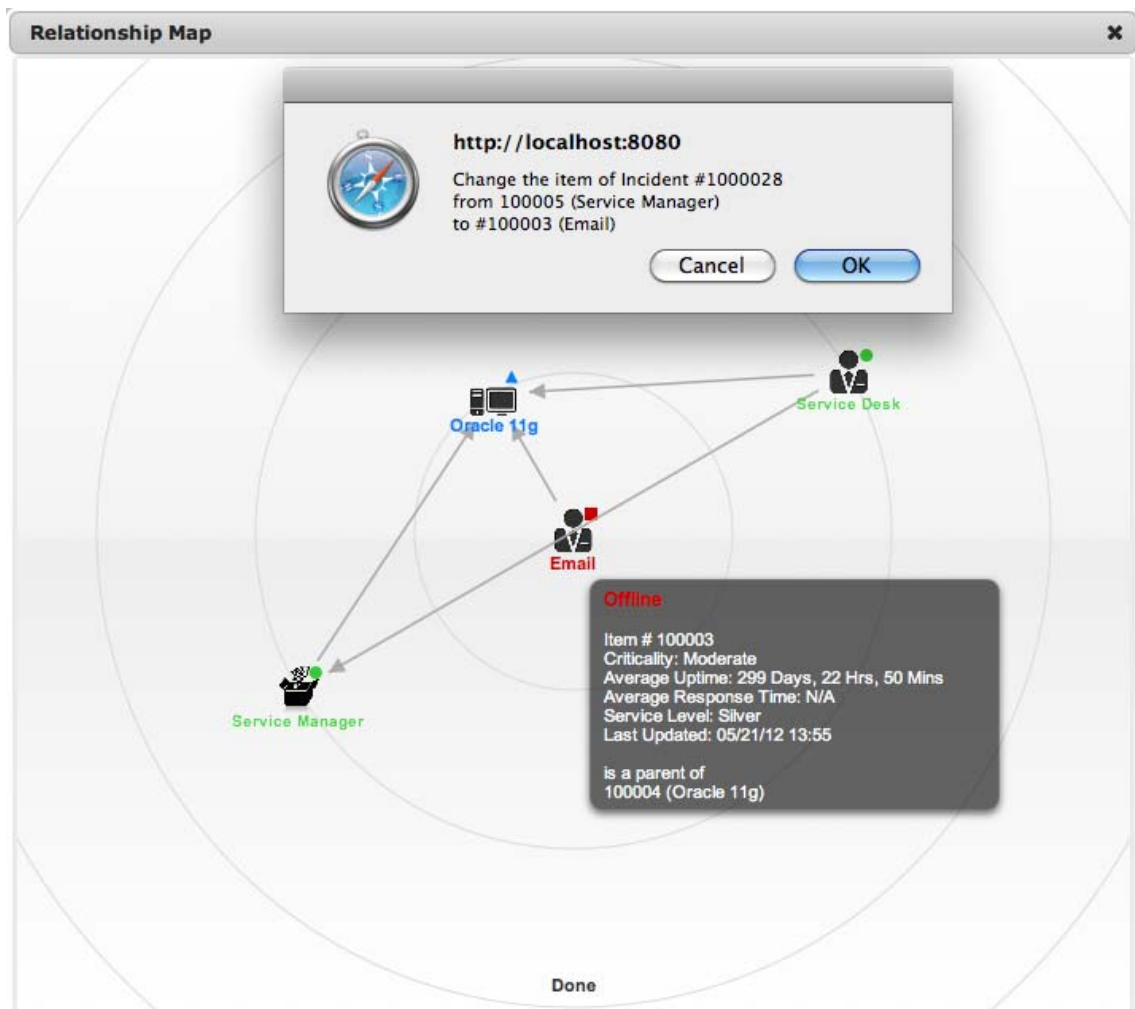 Relationship Map
http://localhost:8080
Change the item of Incident #1000028
from 100005 (Service Manager)
to #100003 (Email)
Cancel
OK
Service Desk
Oracle 11g
Email
Offline
Item # 100003
Criticality: Moderate
Average Uptime: 299 Days, 22 Hrs, 50 Mins
Average Response Time: N/A
Service Level: Silver
Last Updated: 05/21/12 13:55
is a parent of
100004 (Oracle 11g)
Service Manager
Done